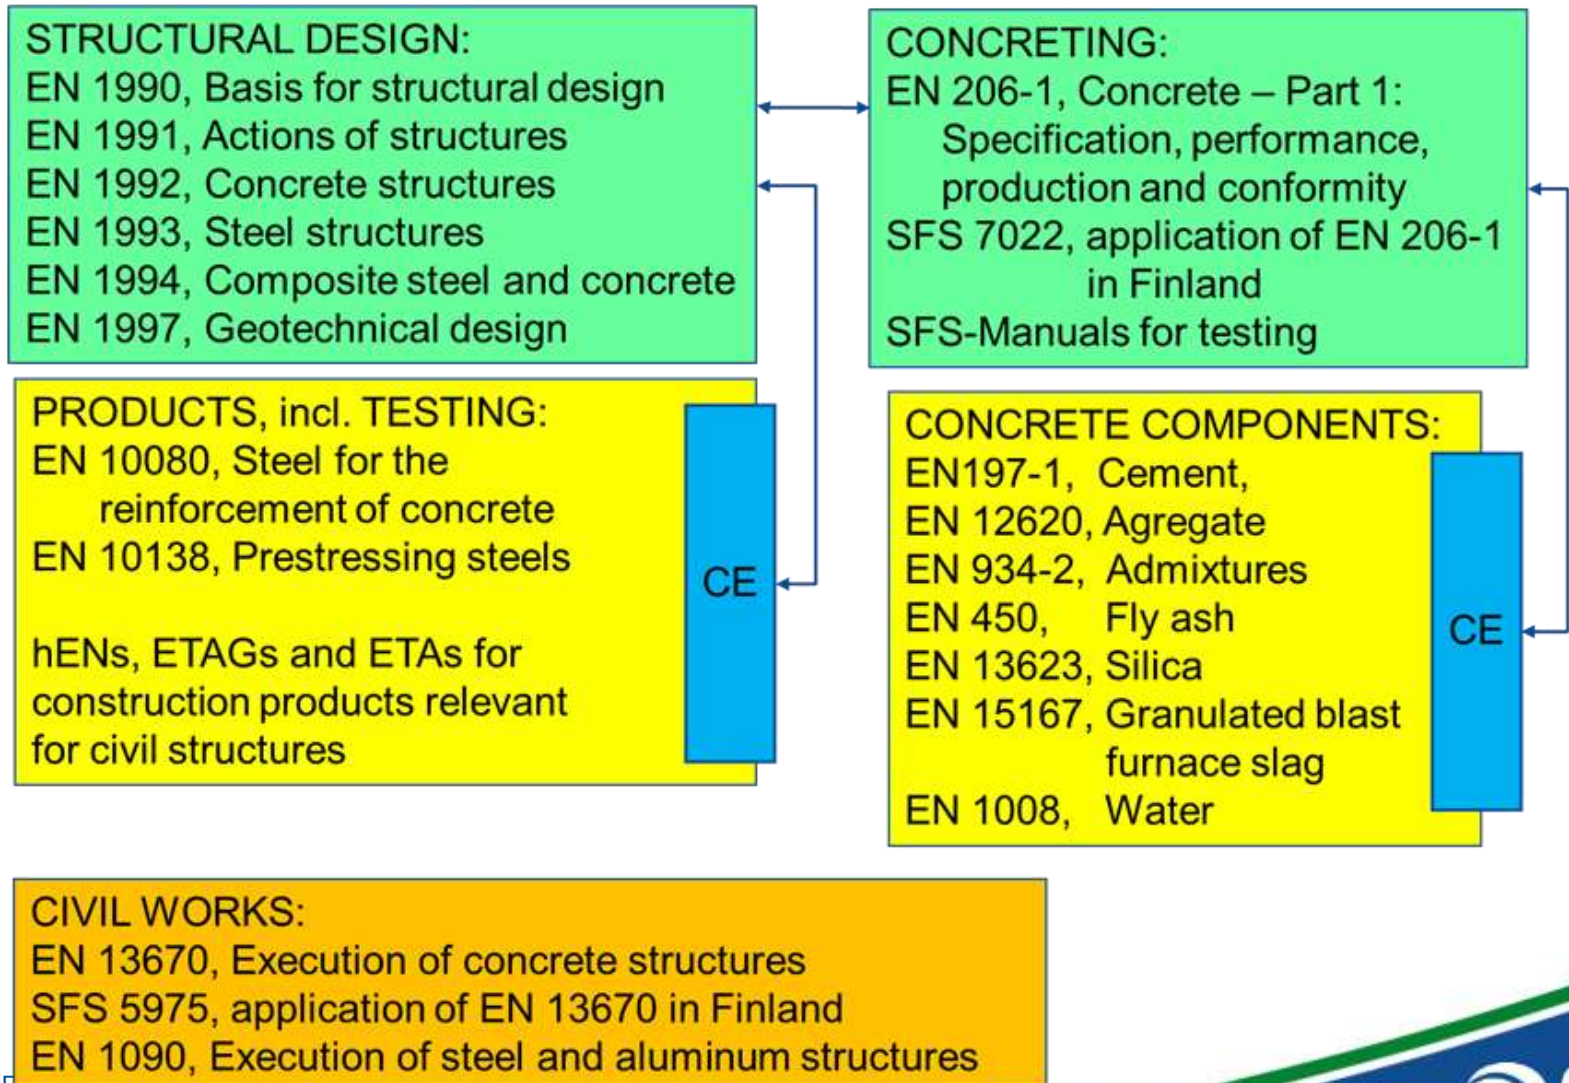 STRUCTURAL DESIGN:
EN 1990, Basis for structural design
EN 1991, Actions of structures
EN 1992, Concrete structures
EN 1993, Steel structures
EN 1994, Composite steel and concrete
EN 1997, Geotechnical design
CONCRETING:
EN 206-1, Concrete – Part 1:
Specification, performance,
production and conformity
SFS 7022, application of EN 206-1
in Finland
SFS-Manuals for testing
PRODUCTS, incl. TESTING:
EN 10080, Steel for the
reinforcement of concrete
EN 10138, Prestressing steels
hENs, ETAGs and ETAs for
construction products relevant
for civil structures
CE
CONCRETE COMPONENTS:
EN197-1, Cement,
EN 12620, Agregate
EN 934-2, Admixtures
EN 450, Fly ash
EN 13623, Silica
EN 15167, Granulated blast
furnace slag
EN 1008, Water
CE
CIVIL WORKS:
EN 13670, Execution of concrete structures
SFS 5975, application of EN 13670 in Finland
EN 1090, Execution of steel and aluminum structures